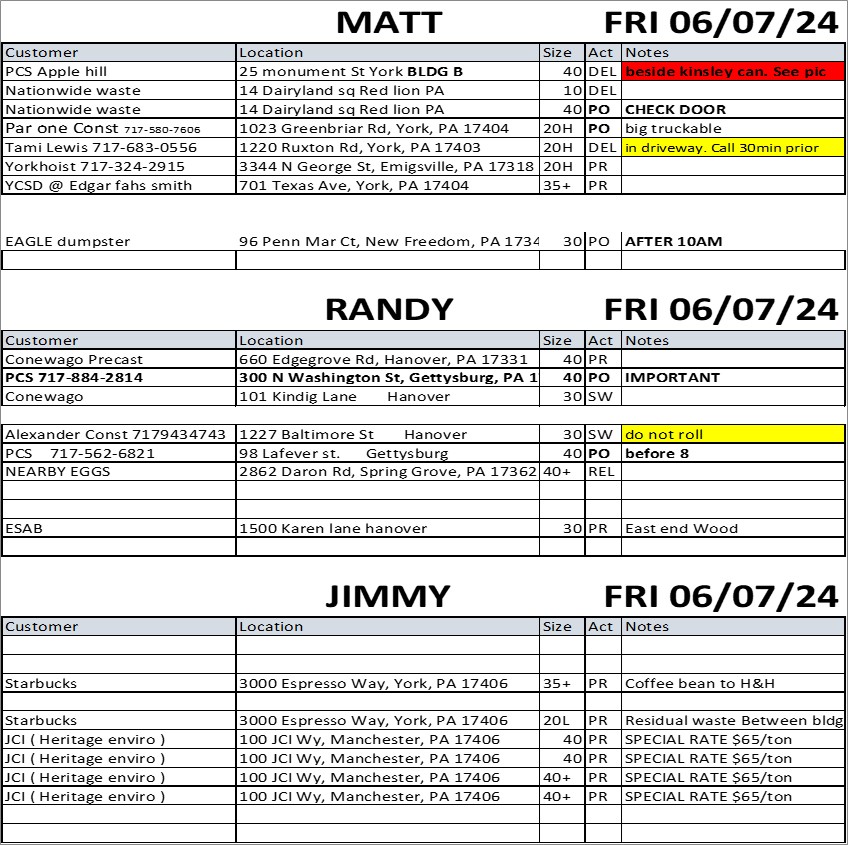 MATT FRI 06/07/24
Customer Location Size Act Notes
PCS Apple hill 25 monument St York BLDG B 40 DEL beside kinsley can. See pic
Nationwide waste 14 Dairyland sq Red lion PA 10 DEL
Nationwide waste 14 Dairyland sq Red lion PA 40 PO CHECK DOOR
Par one Const 717-580-7606 1023 Greenbriar Rd, York, PA 17404 20H PO big truckable
Tami Lewis 717-683-0556 1220 Ruxton Rd, York, PA 17403 20H DEL in driveway. Call 30min prior
Yorkhoist 717-324-2915 3344 N George St, Emigsville, PA 17318 20H PR
YCSD @ Edgar fahs smith 701 Texas Ave, York, PA 17404 35+ PR
EAGLE dumpster 96 Penn Mar Ct, New Freedom, PA 1734 30 PO AFTER 10AM
RANDY FRI 06/07/24
Customer Location Size Act Notes
Conewago Precast 660 Edgegrove Rd, Hanover, PA 17331 40 PR
PCS 717-884-2814 300 N Washington St, Gettysburg, PA 1 40 PO IMPORTANT
Conewago 101 Kindig Lane Hanover 30 SW
Alexander Const 7179434743 1227 Baltimore St Hanover 30 SW do not roll
PCS 717-562-6821 98 Lafever st. Gettysburg 40 PO before 8
NEARBY EGGS 2862 Daron Rd, Spring Grove, PA 17362 40+ REL
ESAB 1500 Karen lane hanover 30 PR East end Wood
JIMMY FRI 06/07/24
Customer Location Size Act Notes
Starbucks 3000 Espresso Way, York, PA 17406 35+ PR Coffee bean to H&H
Starbucks 3000 Espresso Way, York, PA 17406 20L PR Residual waste Between bldg
JCI ( Heritage enviro ) 100 JCI Wy, Manchester, PA 17406 40 PR SPECIAL RATE $65/ton
JCI ( Heritage enviro ) 100 JCI Wy, Manchester, PA 17406 40 PR SPECIAL RATE $65/ton
JCI ( Heritage enviro ) 100 JCI Wy, Manchester, PA 17406 40+ PR SPECIAL RATE $65/ton
JCI ( Heritage enviro ) 100 JCI Wy, Manchester, PA 17406 40+ PR SPECIAL RATE $65/ton